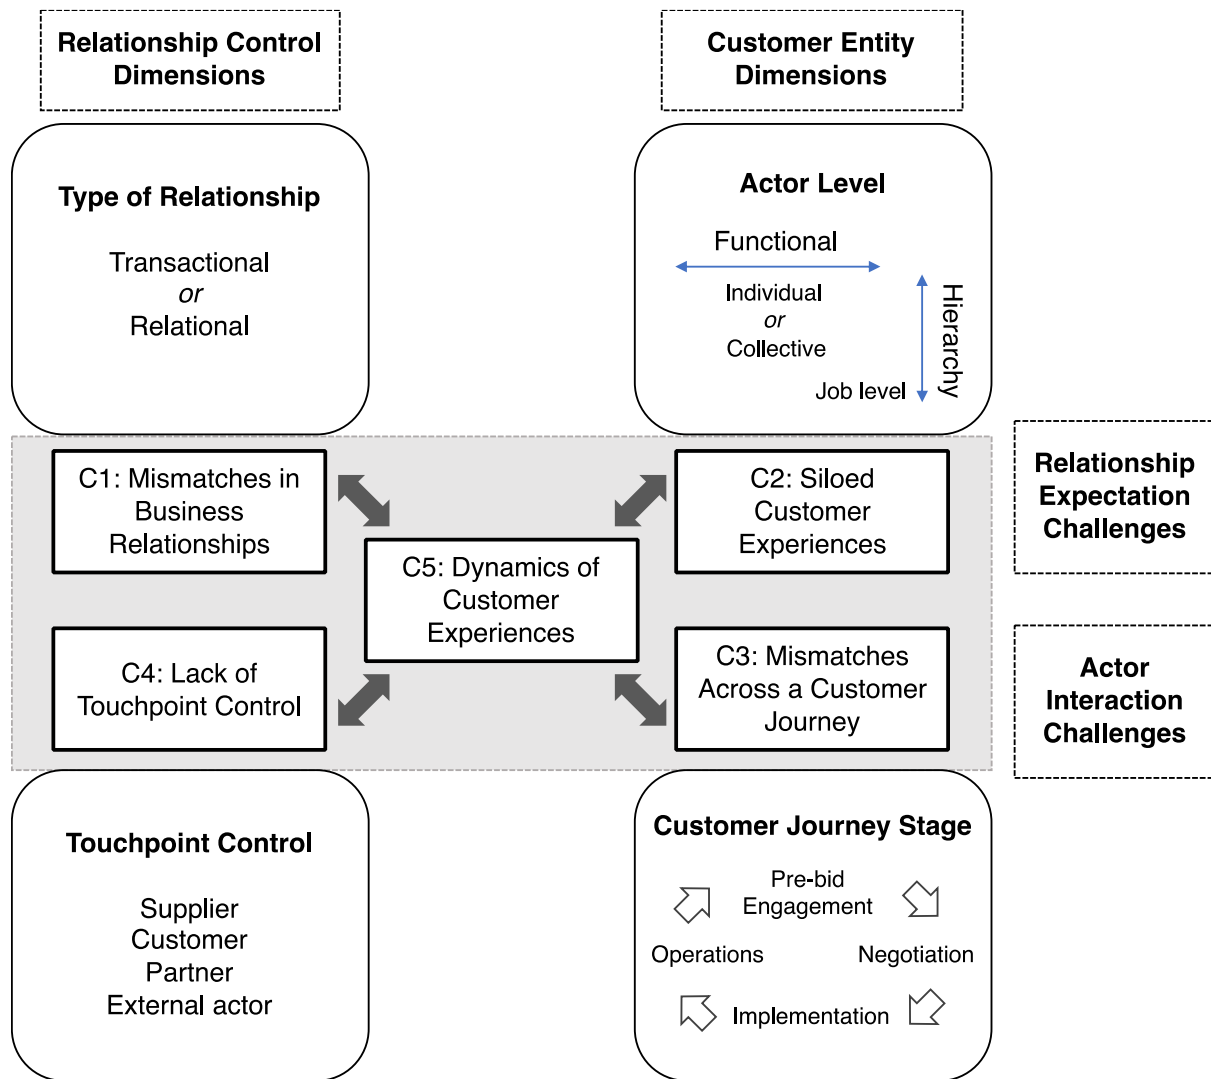 Relationship Control
Dimensions
Customer Entity
Dimensions
Type of Relationship
Transactional
or
Relational
Actor Level
Functional
Individual
or
Collective
Job level
Hierarchy
C1: Mismatches in
Business
Relationships
C2: Siloed
Customer
Experiences
Relationship
Expectation
Challenges
C5: Dynamics of
Customer
Experiences
C4: Lack of
Touchpoint Control
C3: Mismatches
Across a Customer
Journey
Actor
Interaction
Challenges
Touchpoint Control
Supplier
Customer
Partner
External actor
Customer Journey Stage
Pre-bid
Engagement
Operations
Negotiation
Implementation